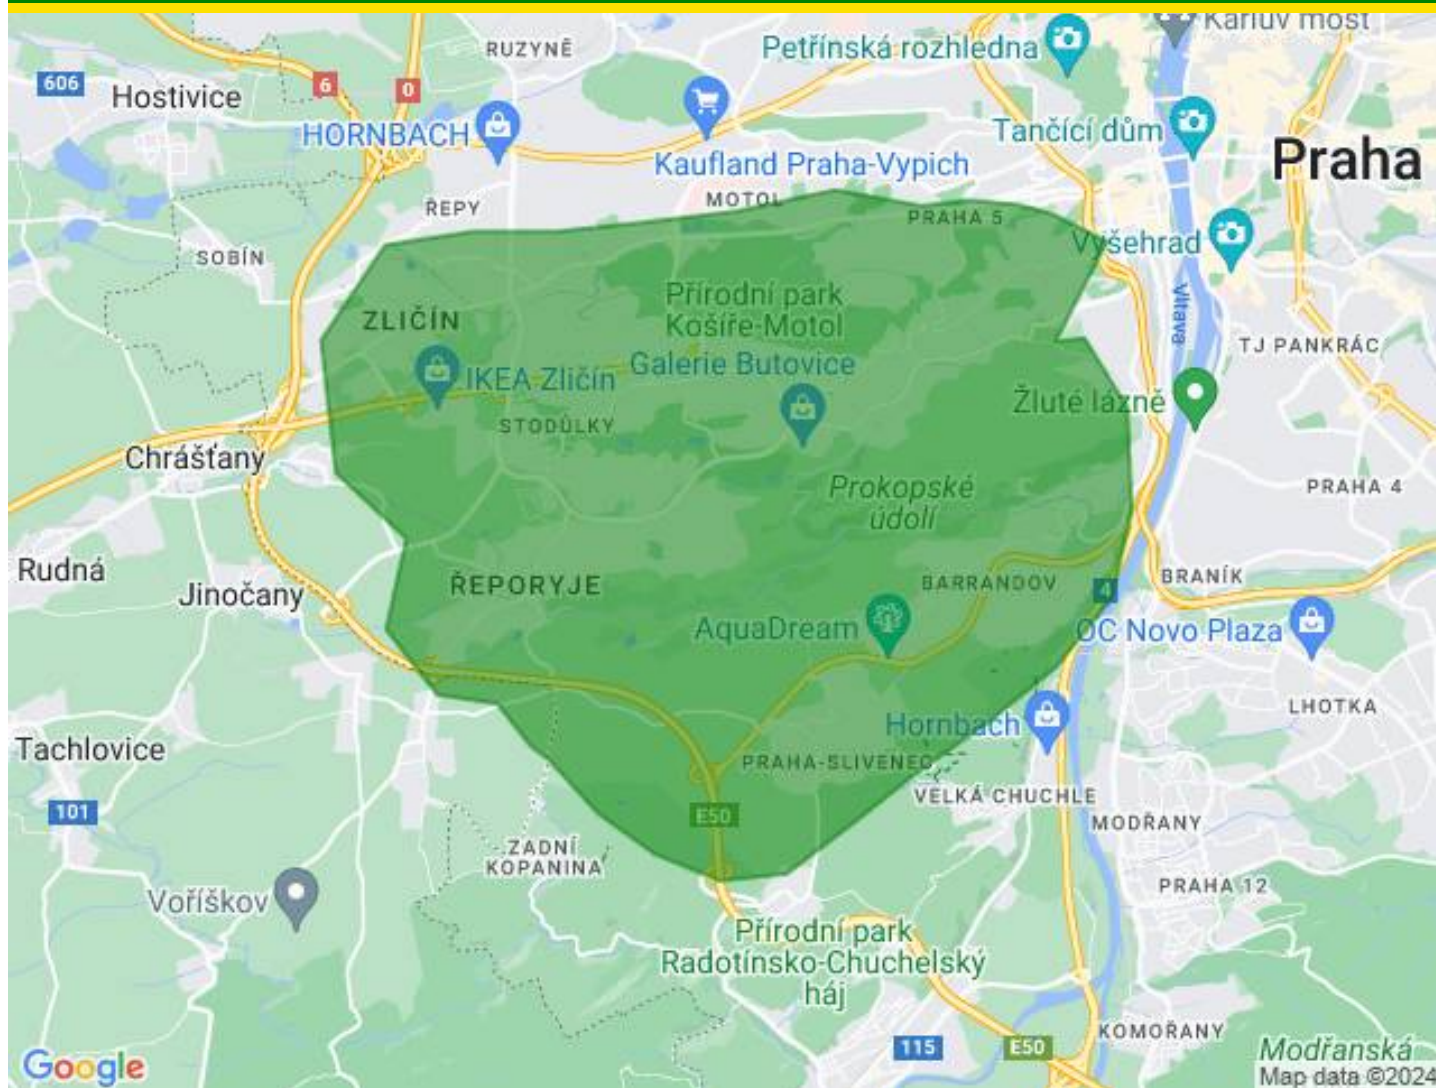 Karlův most
RUZYNĚ
Petřínská rozhledna
606
6
0
Hostivice
HORNBACH
Tančící dům
Praha
Kaufland Praha-Vypich
ŘEPY
MOTOL
PRAHA 5
Vyšehrad
SOBÍN
Přírodní park
Košíře-Motol
Vltava
ZLIČÍN
TJ PANKRÁC
Galerie Butovice
IKEA Zličín
Žluté lázně
STODŮLKY
Chrášťany
Prokopské
údolí
PRAHA 4
Rudná
Jinočany
ŘEPORYJE
BARRANDOV
BRANÍK
4
AquaDream
OC Novo Plaza
LHOTKA
Hornbach
Tachlovice
PRAHA-SLIVENEC
VELKÁ CHUCHLE
101
E50
MODŘANY
ZADNÍ
KOPANINA
PRAHA 12
Voříškov
Přírodní park
Radotínsko-Chuchelský
háj
KOMOŘANY
115
E50
Modřanská
Google
Map data ©2024